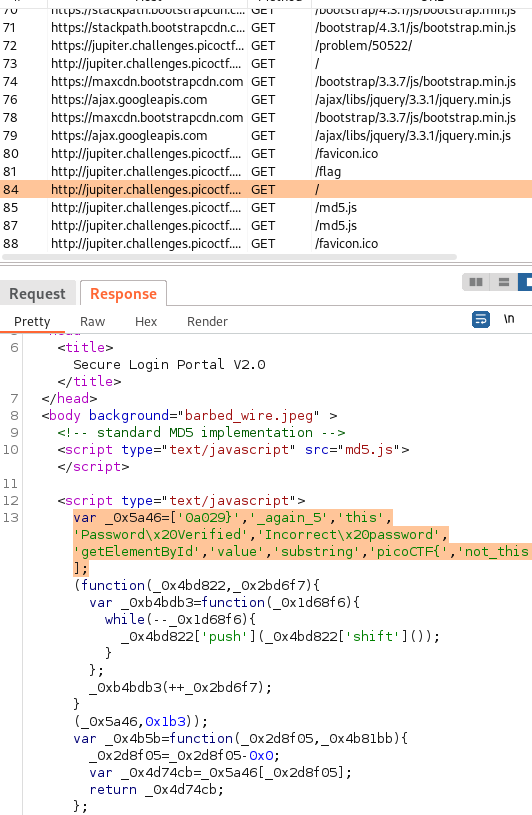 71 https://stackpath.bootstrapcdn.c... GET /bootstrap/4.3.1/js/bootstrap.min.js
72 https://jupiter.challenges.picoctf... GET /problem/50522/
73 http://jupiter.challenges.picoctf.... GET /
74 https://maxcdn.bootstrapcdn.com GET /bootstrap/3.3.7/js/bootstrap.min.js
76 https://ajax.googleapis.com GET /ajax/libs/jquery/3.3.1/jquery.min.js
78 https://maxcdn.bootstrapcdn.com GET /bootstrap/3.3.7/js/bootstrap.min.js
79 https://ajax.googleapis.com GET /ajax/libs/jquery/3.3.1/jquery.min.js
80 http://jupiter.challenges.picoctf.... GET /favicon.ico
81 http://jupiter.challenges.picoctf.... GET /flag
84 http://jupiter.challenges.picoctf.... GET /
85 http://jupiter.challenges.picoctf.... GET /md5.js
87 http://jupiter.challenges.picoctf.... GET /md5.js
88 http://jupiter.challenges.picoctf.... GET /favicon.ico
Request Response
Pretty Raw Hex Render \n
6 <title>
Secure Login Portal V2.0
</title>
7 </head>
8 <body background="barbed_wire.jpeg" >
9 <!-- standard MD5 implementation -->
10 <script type="text/javascript" src="md5.js">
</script>
11
12 <script type="text/javascript">
13 var _0x5a46=['0a029}','_again_5','this',
'Password\x20Verified','Incorrect\x20password',
'getElementById','value','substring','picoCTF{','not_this'
];
(function(_0x4bd822,_0x2bd6f7){
var _0xb4bdb3=function(_0x1d68f6){
while(--_0x1d68f6){
_0x4bd822['push'](_0x4bd822['shift']());
}
};
_0xb4bdb3(++_0x2bd6f7);
}
(_0x5a46,0x1b3));
var _0x4b5b=function(_0x2d8f05,_0x4b81bb){
_0x2d8f05=_0x2d8f05-0x0;
var _0x4d74cb=_0x5a46[_0x2d8f05];
return _0x4d74cb;
};